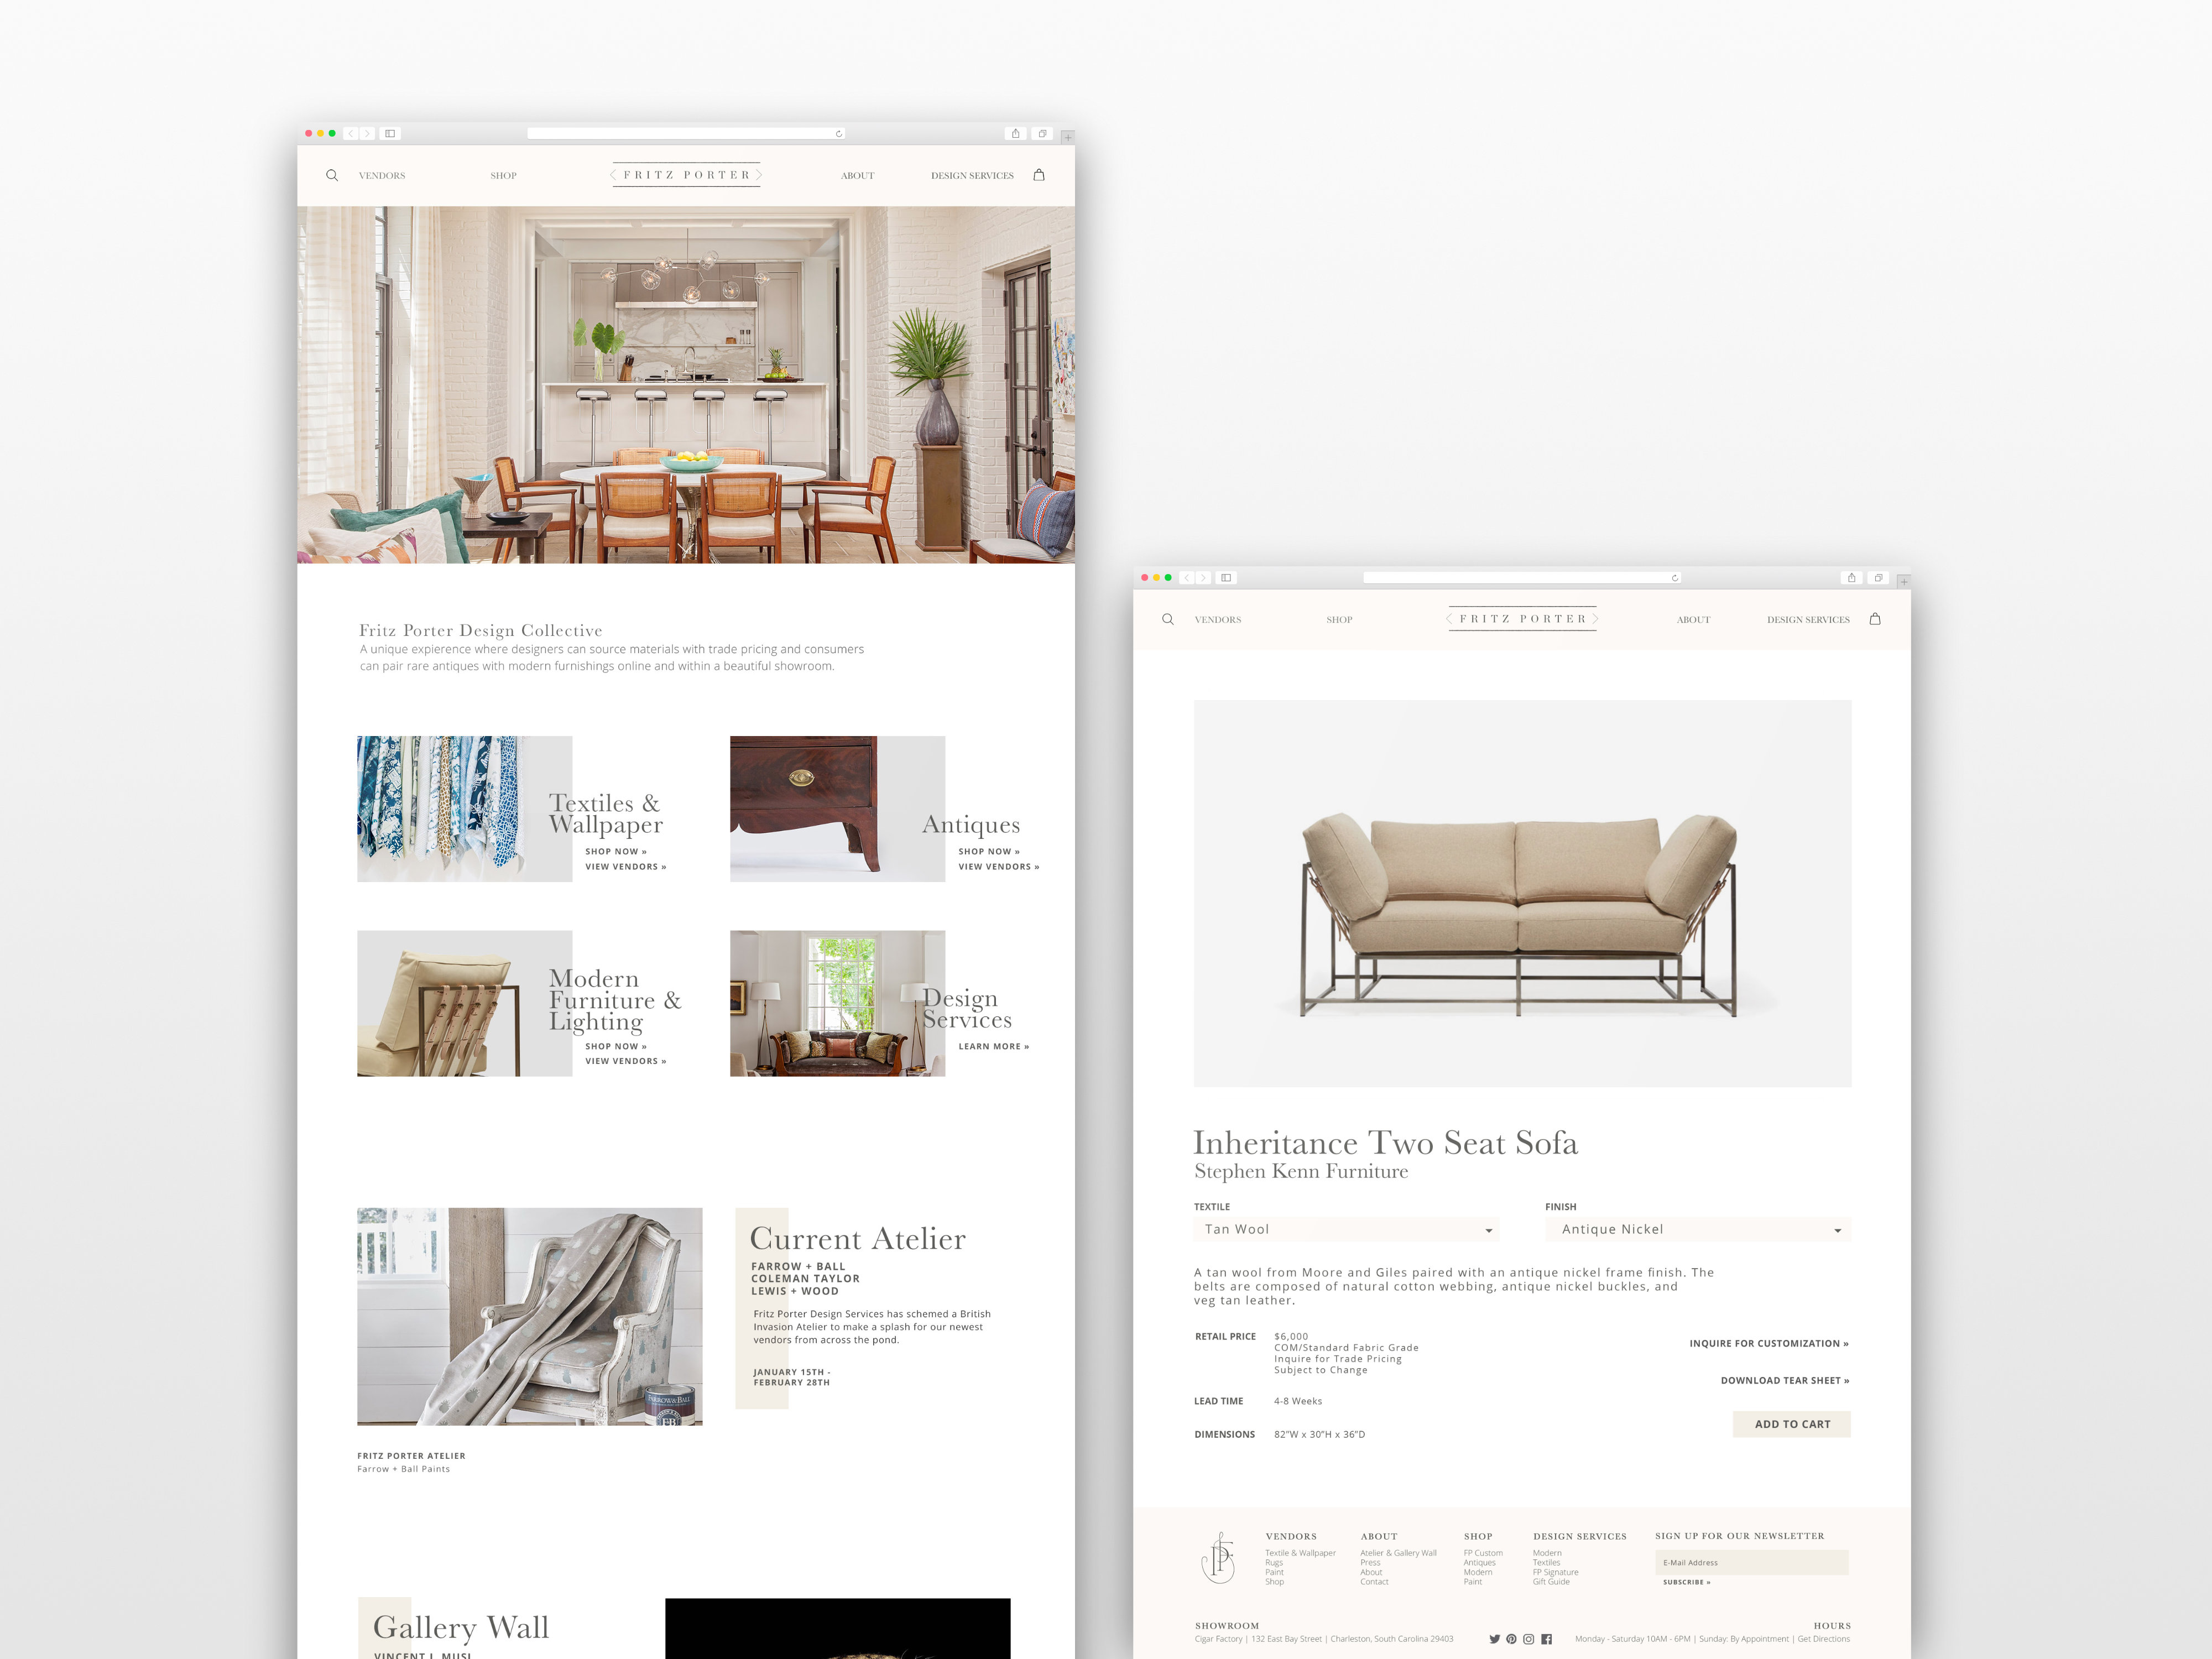 VENDORS
SHOP
FRITZ PORTER
ABOUT
DESIGN SERVICES
Fritz Porter Design Collective
A unique expierence where designers can source materials with trade pricing and consumers
can pair rare antiques with modern furnishings online and within a beautiful showroom.
Textiles &
Wallpaper
SHOP NOW »
VIEW VENDORS »
Antiques
SHOP NOW »
VIEW VENDORS »
Modern
Furniture &
Lighting
SHOP NOW »
VIEW VENDORS »
Design
Services
LEARN MORE »
FARROW & BALL
F&B
FRITZ PORTER ATELIER
Farrow + Ball Paints
Current Atelier
FARROW + BALL
COLEMAN TAYLOR
LEWIS + WOOD
Fritz Porter Design Services has schemed a British
Invasion Atelier to make a splash for our newest
vendors from across the pond.
JANUARY 15TH -
FEBRUARY 28TH
Gallery Wall
VINCENT J. MUSI
VENDORS
SHOP
FRITZ PORTER
ABOUT
DESIGN SERVICES
Inheritance Two Seat Sofa
Stephen Kenn Furniture
TEXTILE
Tan Wool
FINISH
Antique Nickel
A tan wool from Moore and Giles paired with an antique nickel frame finish. The
belts are composed of natural cotton webbing, antique nickel buckles, and
veg tan leather.
RETAIL PRICE
$6,000
COM/Standard Fabric Grade
Inquire for Trade Pricing
Subject to Change
LEAD TIME
4-8 Weeks
DIMENSIONS
82"W x 30"H x 36"D
INQUIRE FOR CUSTOMIZATION »
DOWNLOAD TEAR SHEET »
ADD TO CART
FP
VENDORS
Textile & Wallpaper
Rugs
Paint
Shop
ABOUT
Atelier & Gallery Wall
Press
About
Contact
SHOP
FP Custom
Antiques
Modern
Paint
DESIGN SERVICES
Modern
Textiles
FP Signature
Gift Guide
SIGN UP FOR OUR NEWSLETTER
E-Mail Address
SUBSCRIBE »
SHOWROOM
Cigar Factory | 132 East Bay Street | Charleston, South Carolina 29403
HOURS
Monday - Saturday 10AM - 6PM | Sunday: By Appointment | Get Directions